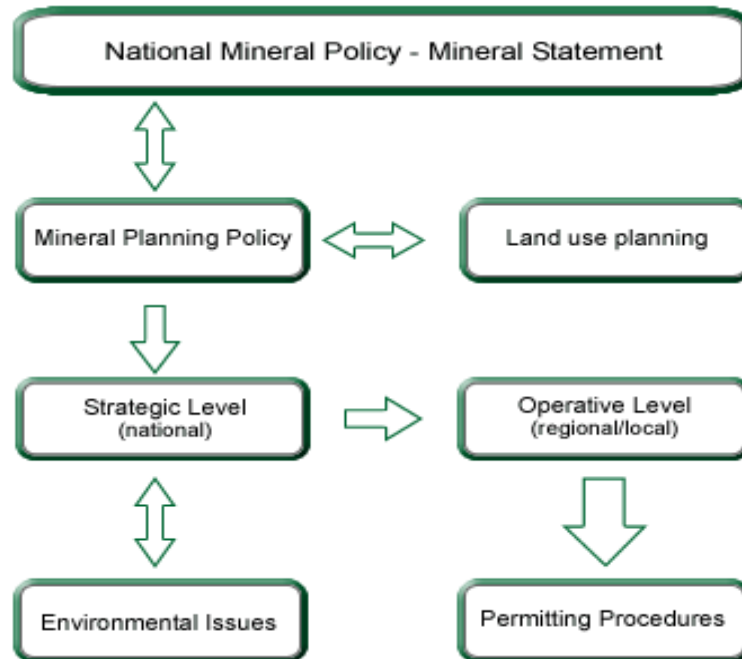 National Mineral Policy - Mineral Statement
Mineral Planning Policy
Land use planning
Strategic Level
(national)
Operative Level
(regional/local)
Environmental Issues
Permitting Procedures